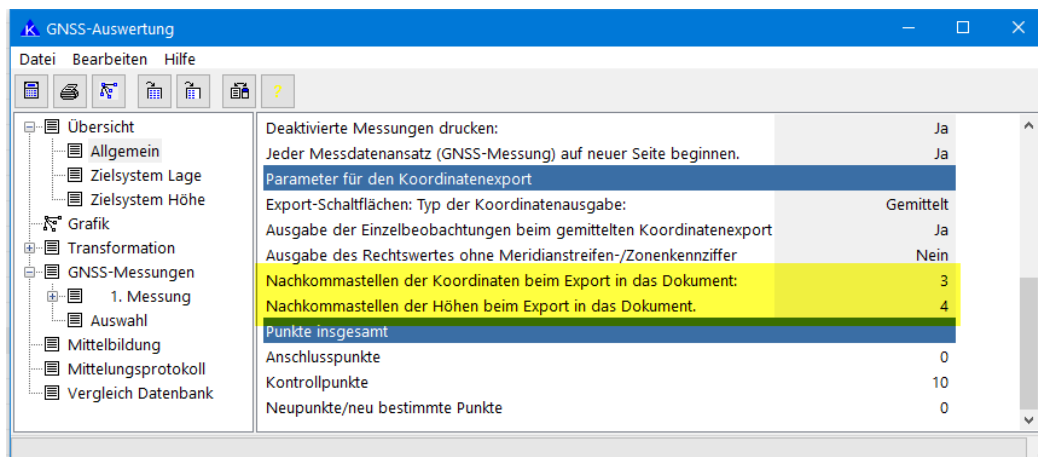 GNSS-Auswertung
Datei Bearbeiten Hilfe
?
Übersicht
Allgemein
Zielsystem Lage
Zielsystem Höhe
Grafik
Transformation
GNSS-Messungen
1. Messung
Auswahl
Mittelbildung
Mittelungsprotokoll
Vergleich Datenbank
Deaktivierte Messungen drucken: Ja
Jeder Messdatenansatz (GNSS-Messung) auf neuer Seite beginnen. Ja
Parameter für den Koordinatenexport
Export-Schaltflächen: Typ der Koordinatenausgabe: Gemittelt
Ausgabe der Einzelbeobachtungen beim gemittelten Koordinatenexport Ja
Ausgabe des Rechtswertes ohne Meridianstreifen-/Zonenkennziffer Nein
Nachkommastellen der Koordinaten beim Export in das Dokument: 3
Nachkommastellen der Höhen beim Export in das Dokument. 4
Punkte insgesamt
Anschlusspunkte 0
Kontrollpunkte 10
Neupunkte/neu bestimmte Punkte 0